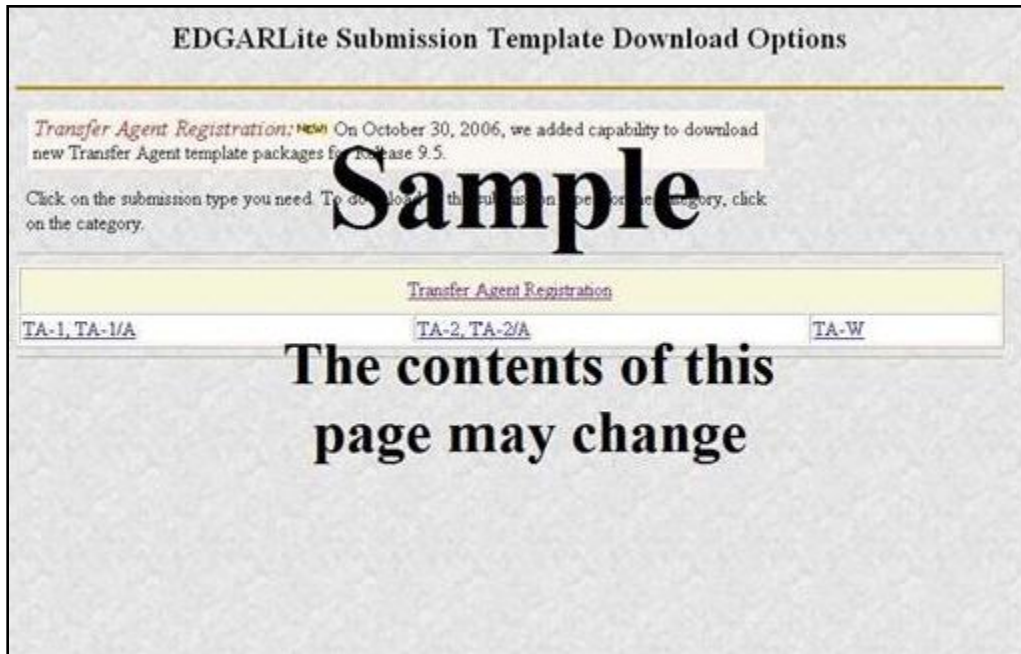 EDGARLite Submission Template Download Options
Transfer Agent Registration: NEW! On October 30, 2006, we added capability to download
new Transfer Agent template packages for Release 9.5.
Click on the submission type you need. To download all the submission types for one category, click
on the category.
Sample
Transfer Agent Registration
TA-1, TA-1/A TA-2, TA-2/A TA-W
The contents of this
page may change